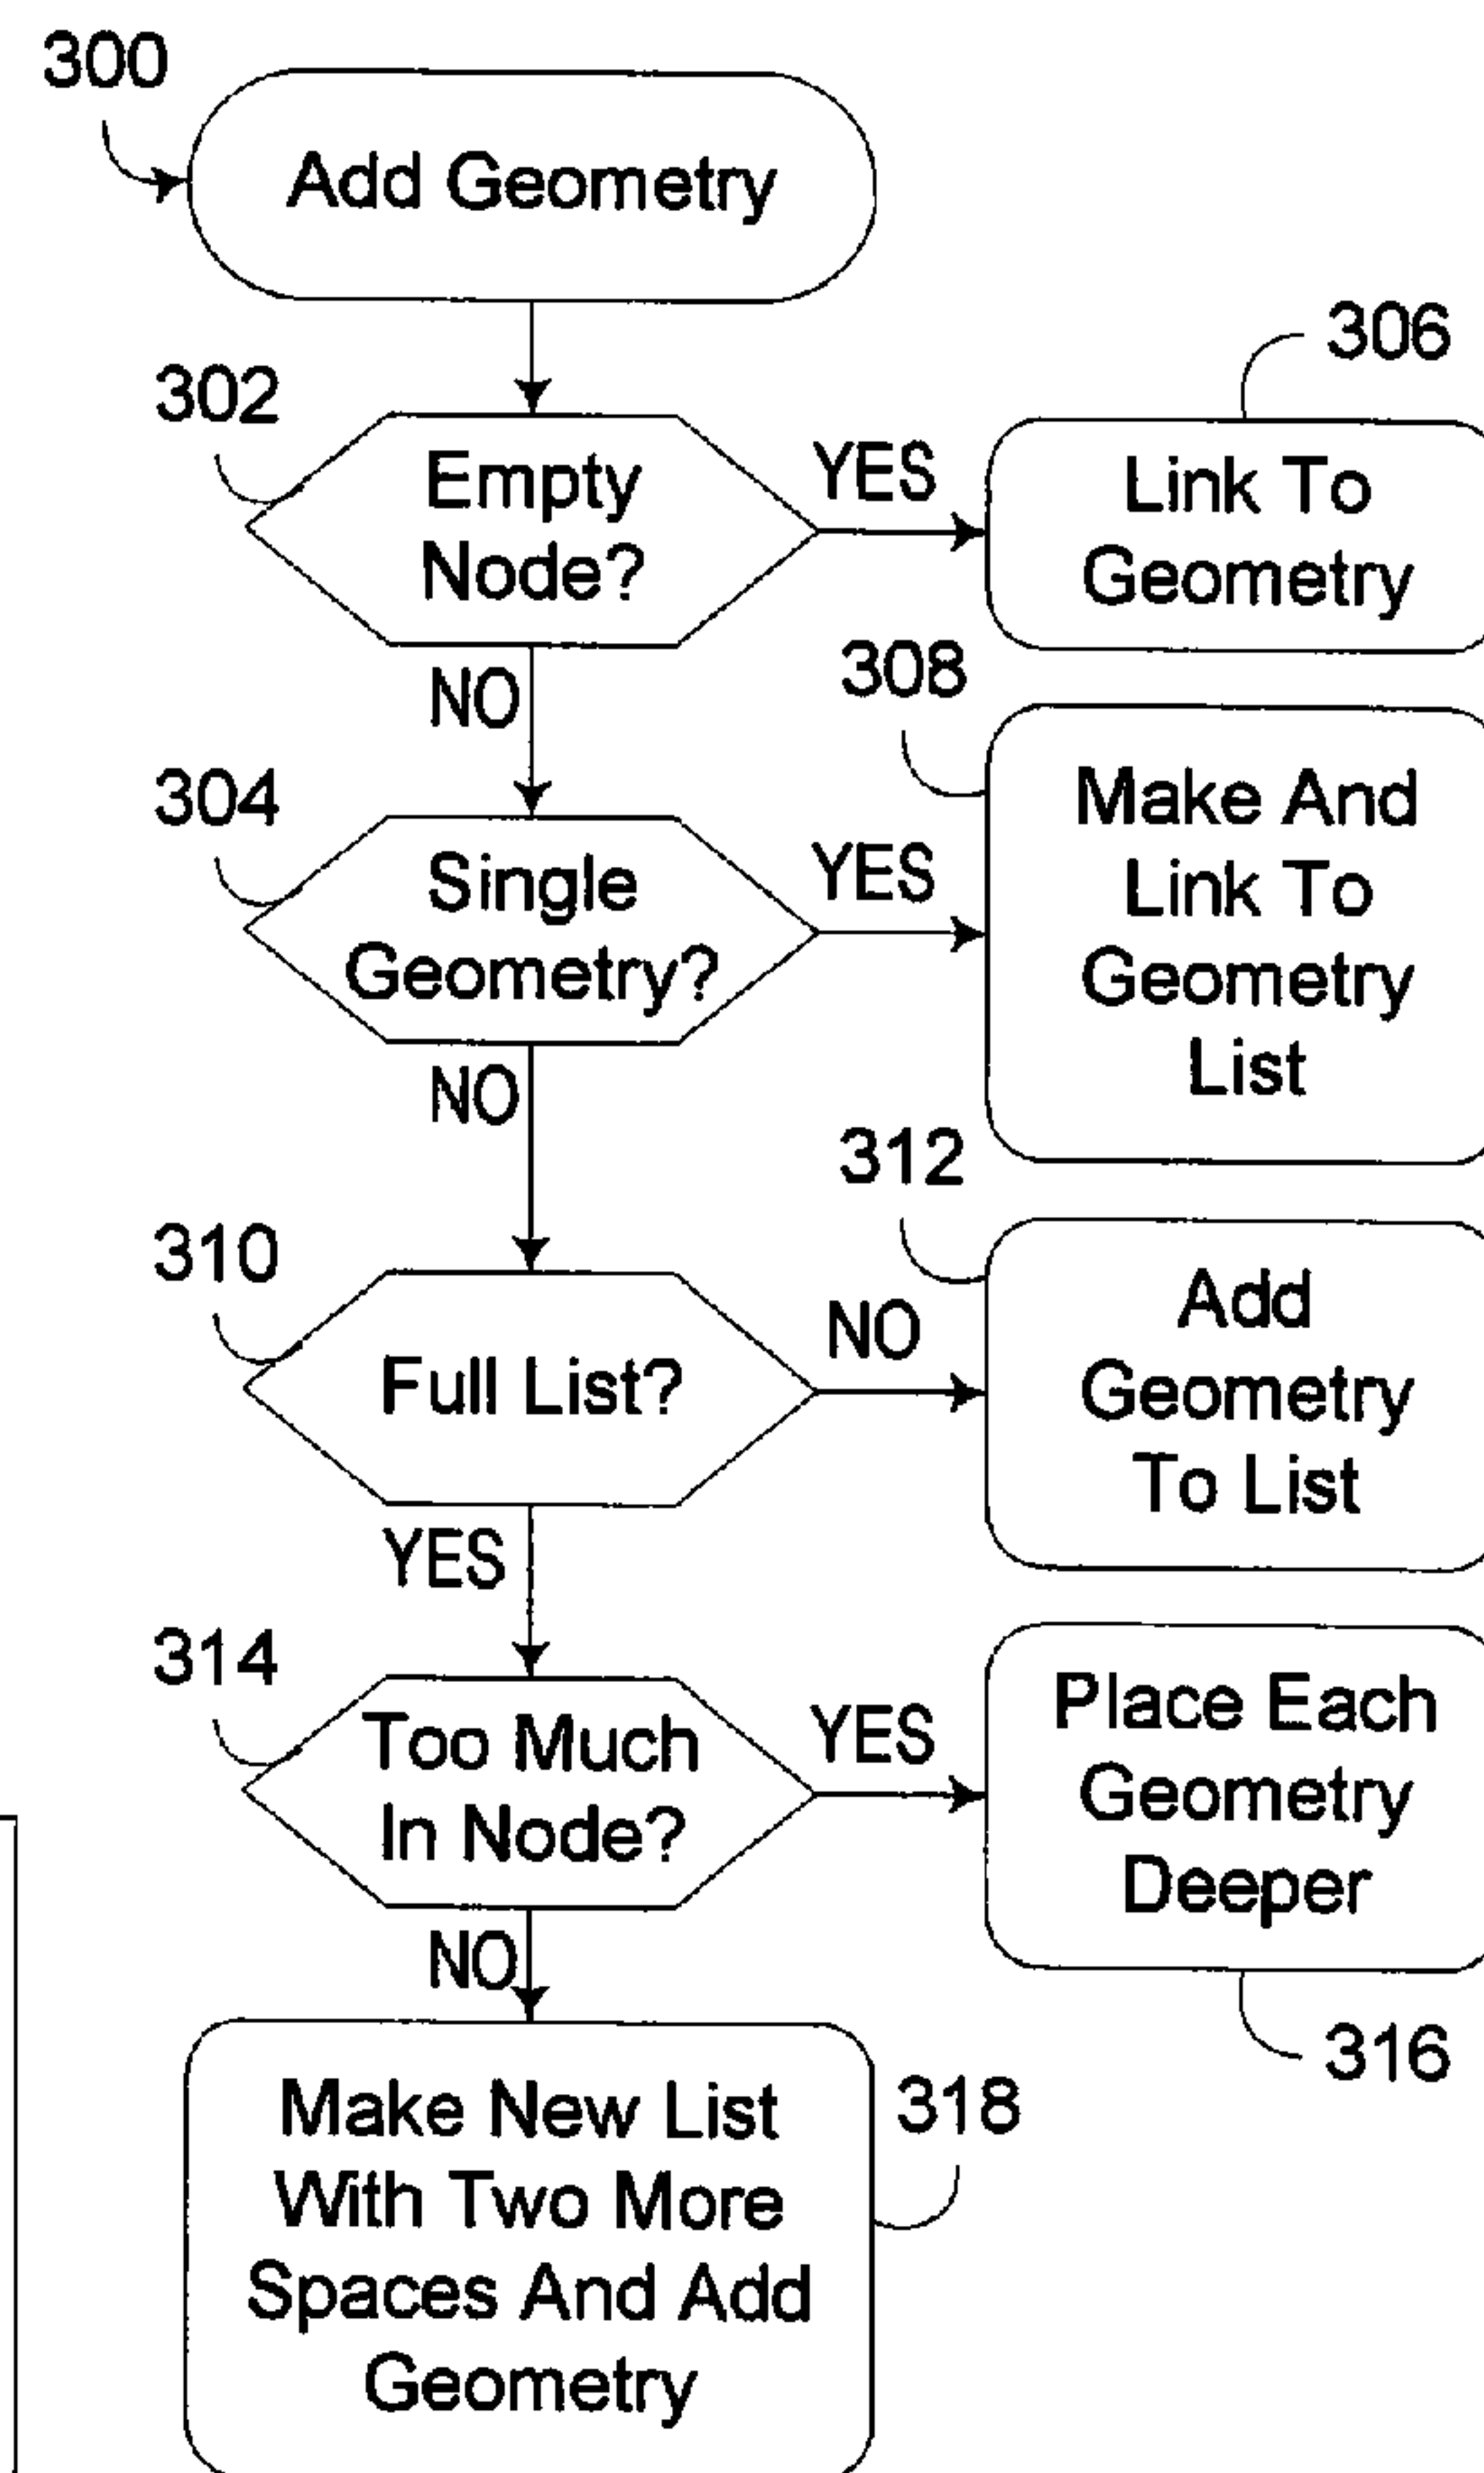 300
Add Geometry
302
Empty
Node?
YES
306
Link To
Geometry
NO
304
Single
Geometry?
YES
308
Make And
Link To
Geometry
List
NO
310
Full List?
NO
312
Add
Geometry
To List
YES
314
Too Much
In Node?
YES
Place Each
Geometry
Deeper
316
NO
Make New List
With Two More
Spaces And Add
Geometry
318